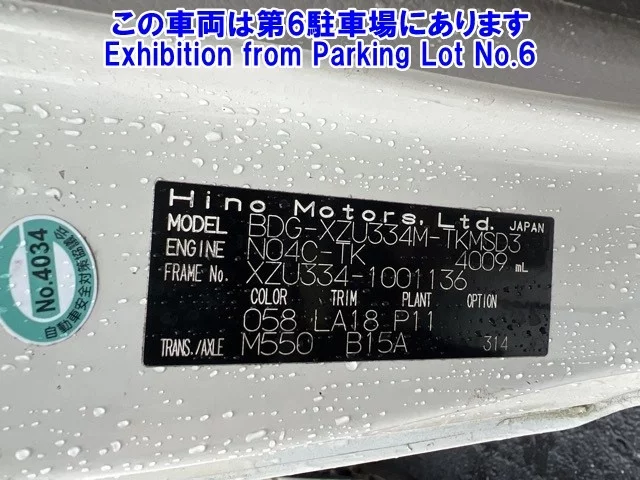 この車両は第6駐車場にあります
Exhibition from Parking Lot No.6
Hino Motors, Ltd. JAPAN
MODEL BDG-XZU334M-TKMSD3
ENGINE N04C-TK 4009 mL
FRAME No. XZU334-1001136
COLOR TRIM PLANT OPTION
058 LA18 P11
TRANS./AXLE M550 B15A 314
No.4034
自動車安全対策協議会